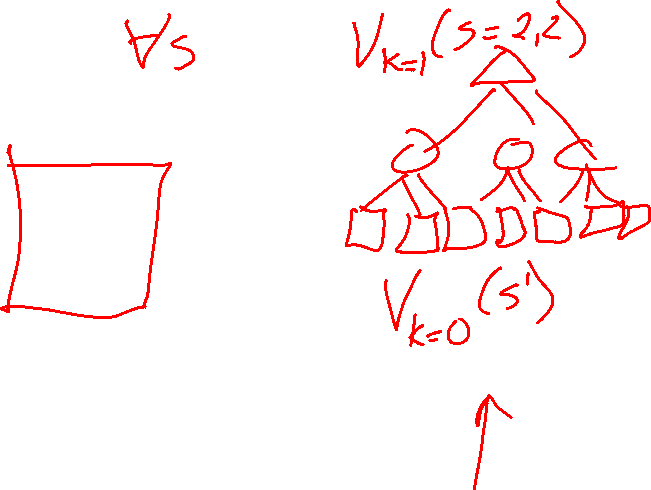 ∀s
V_{k=1}(s=2,2)
V_{k=0}(s')